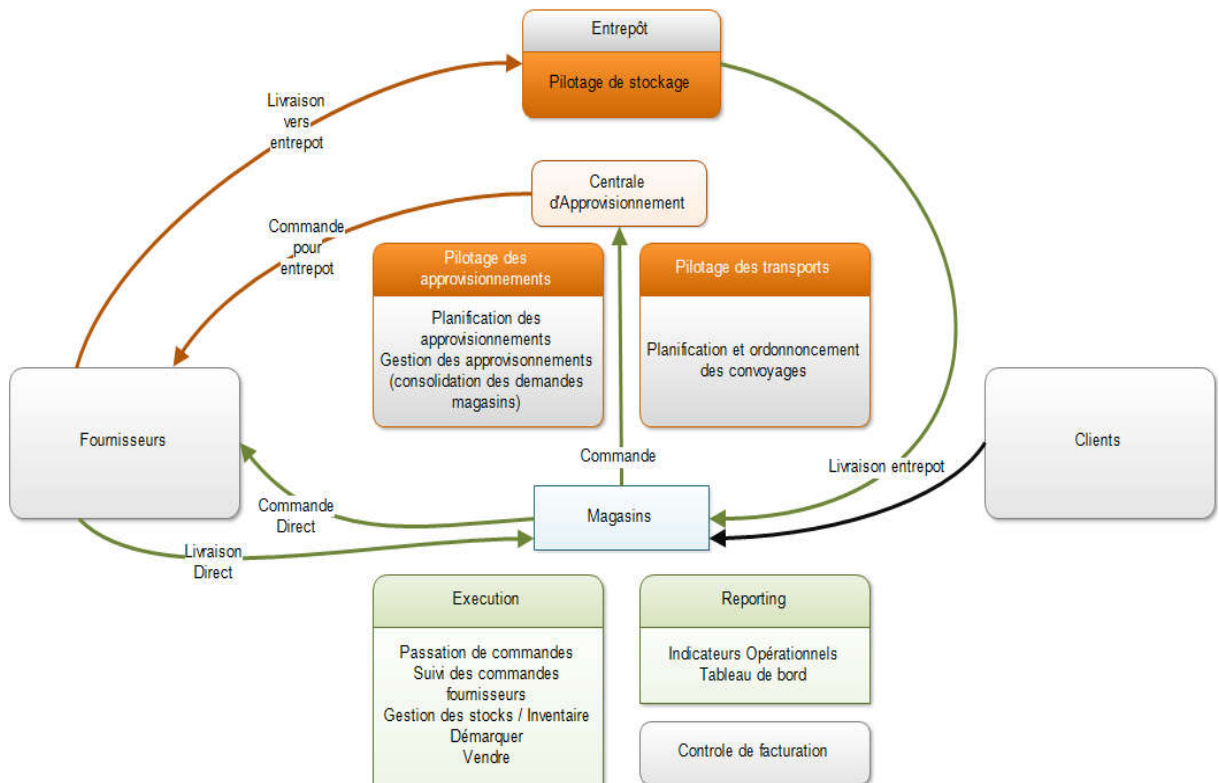 Entrepôt
Pilotage de stockage
Livraison
vers
entrepot
Centrale
d'Approvisionnement
Commande
pour
entrepot
Pilotage des
approvisionnements
Planification des
approvisionnements
Gestion des approvisonnements
(consolidation des demandes
magasins)
Pilotage des transports
Planification et ordonnoncement
des convoyages
Fournisseurs
Clients
Commande
Livraison entrepot
Magasins
Commande
Direct
Livraison
Direct
Execution
Passation de commandes
Suivi des commandes
fournisseurs
Gestion des stocks / Inventaire
Démarquer
Vendre
Reporting
Indicateurs Opérationnels
Tableau de bord
Controle de facturation